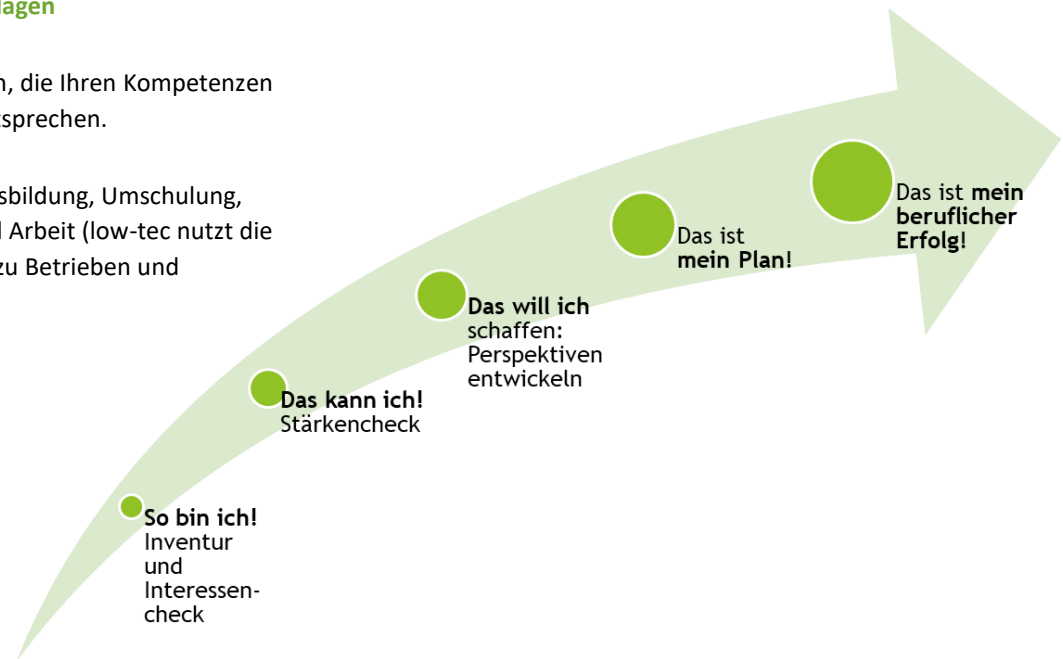 lagen
n, die Ihren Kompetenzen
tsprechen.
sbildung, Umschulung,
l Arbeit (low-tec nutzt die
zu Betrieben und
Das ist mein
beruflicher
Erfolg!
Das ist
mein Plan!
Das will ich
schaffen:
Perspektiven
entwickeln
Das kann ich!
Stärkencheck
So bin ich!
Inventur
und
Interessen-
check